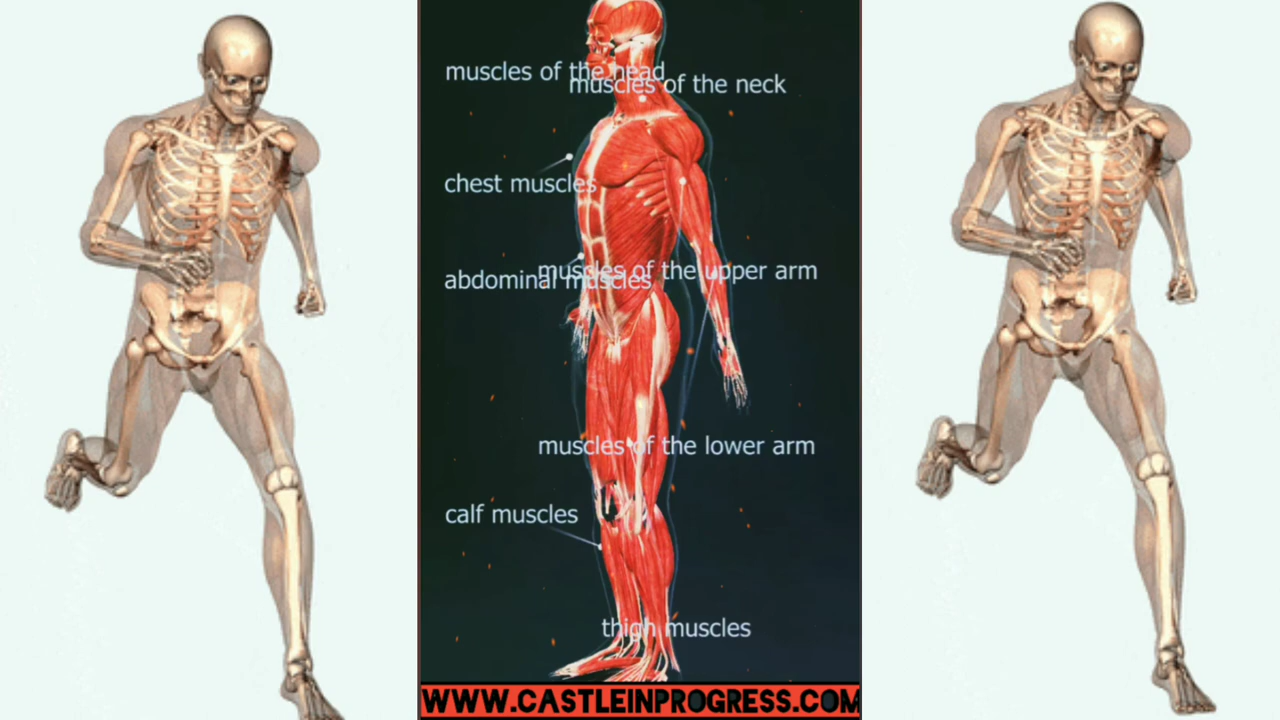 muscles of the head
muscles of the neck
chest muscles
muscles of the upper arm
abdominal muscles
muscles of the lower arm
calf muscles
thigh muscles
WWW.CASTLEINPROGRESS.COM